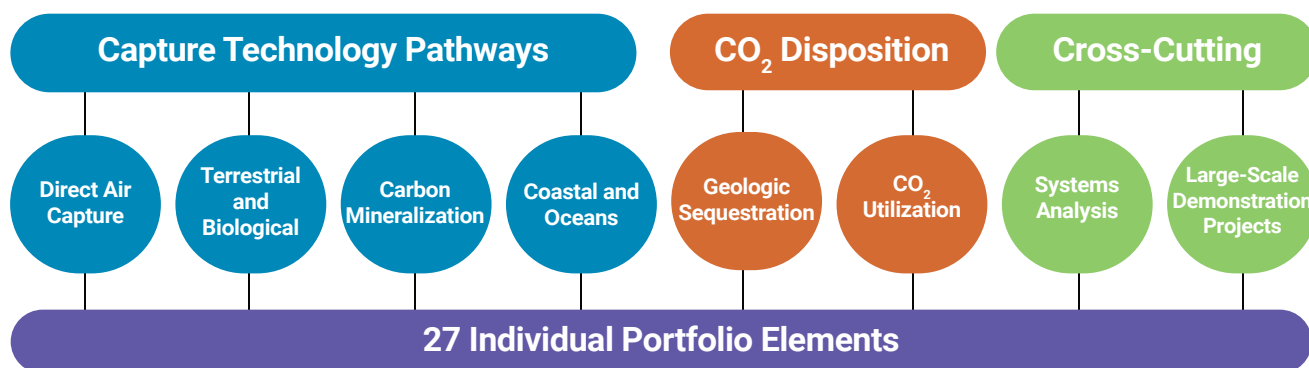 Capture Technology Pathways
CO₂ Disposition
Cross-Cutting
Direct Air
Capture
Terrestrial
and
Biological
Carbon
Mineralization
Coastal and
Oceans
Geologic
Sequestration
CO₂
Utilization
Systems
Analysis
Large-Scale
Demonstration
Projects
27 Individual Portfolio Elements